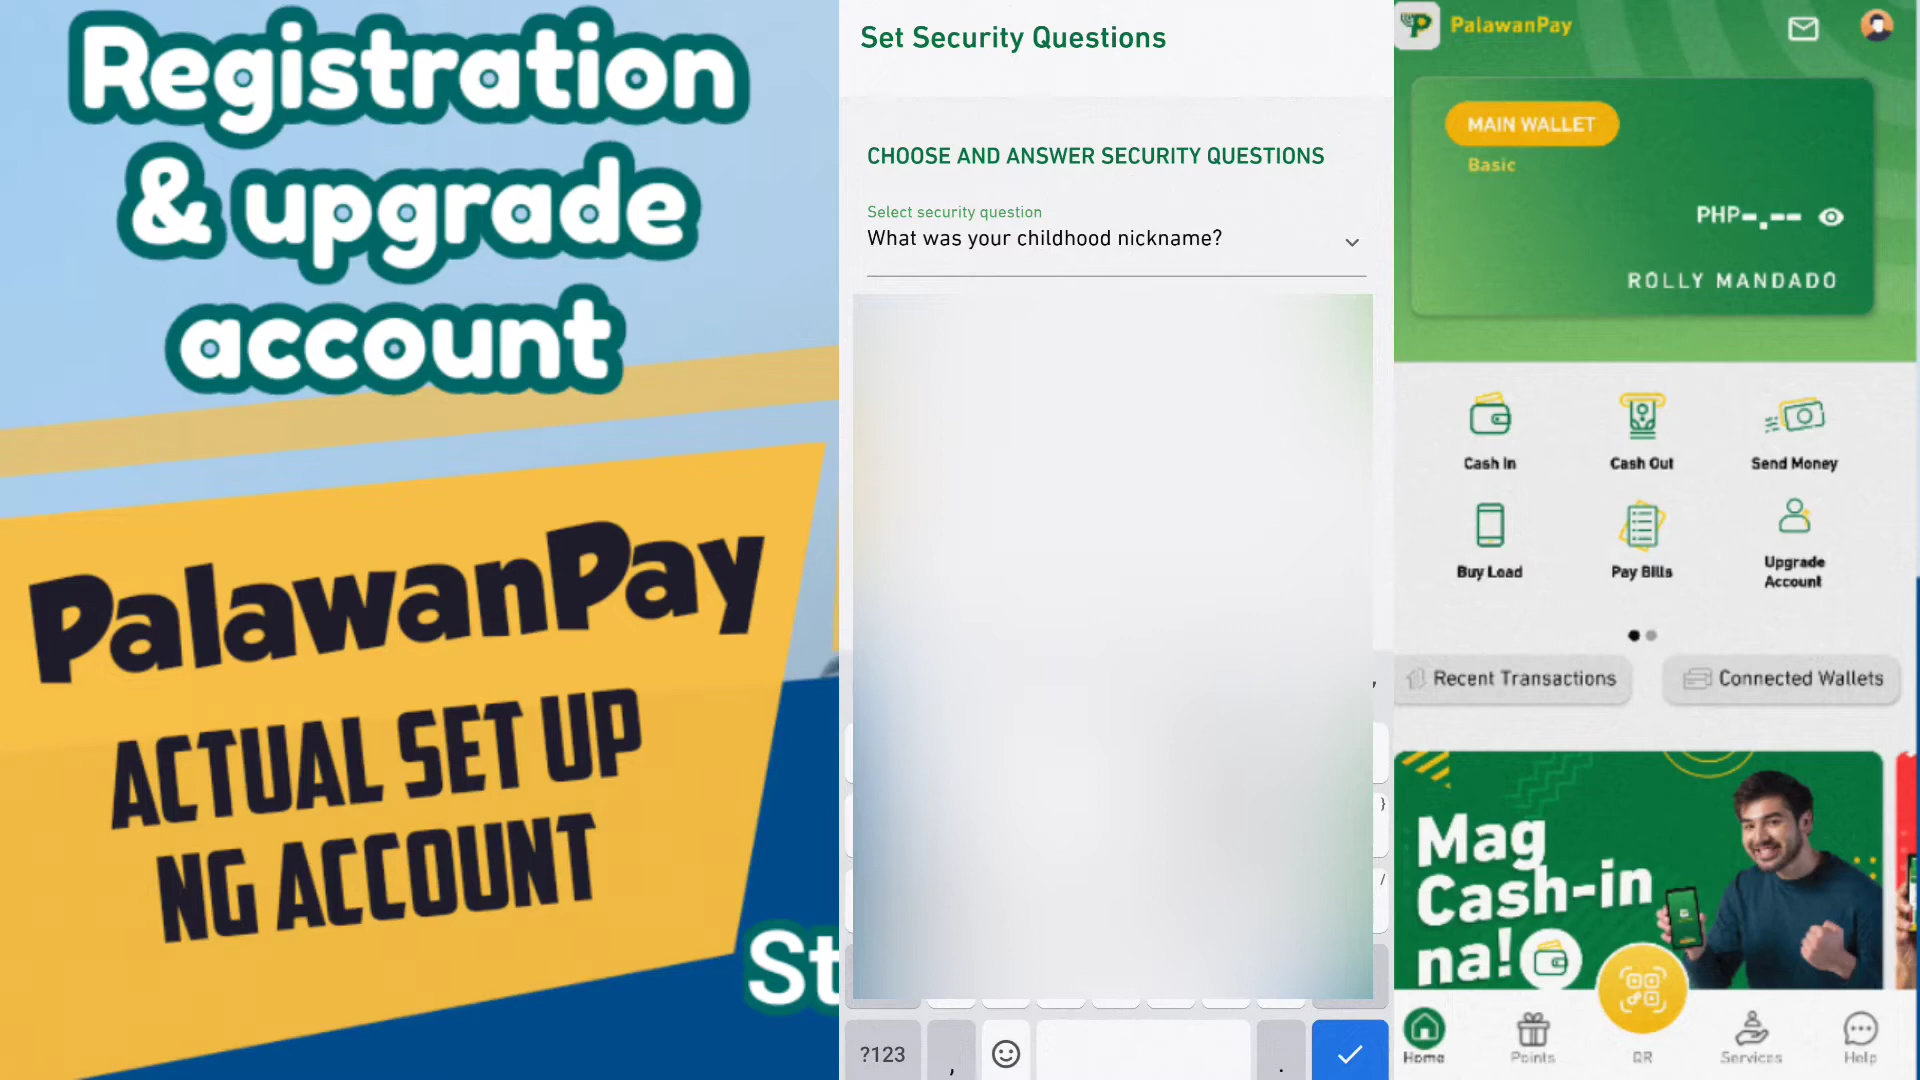 Registration
& upgrade
account
PalawanPay
ACTUAL SET UP
NG ACCOUNT
St
Set Security Questions
CHOOSE AND ANSWER SECURITY QUESTIONS
Select security question
What was your childhood nickname?
,
}
/
?123
,
.
PalawanPay
MAIN WALLET
Basic
PHP-.--
ROLLY MANDADO
Cash In
Cash Out
Send Money
Buy Load
Pay Bills
Upgrade
Account
Recent Transactions
Connected Wallets
Mag
Cash-in
na!
Home
Points
QR
Services
Help